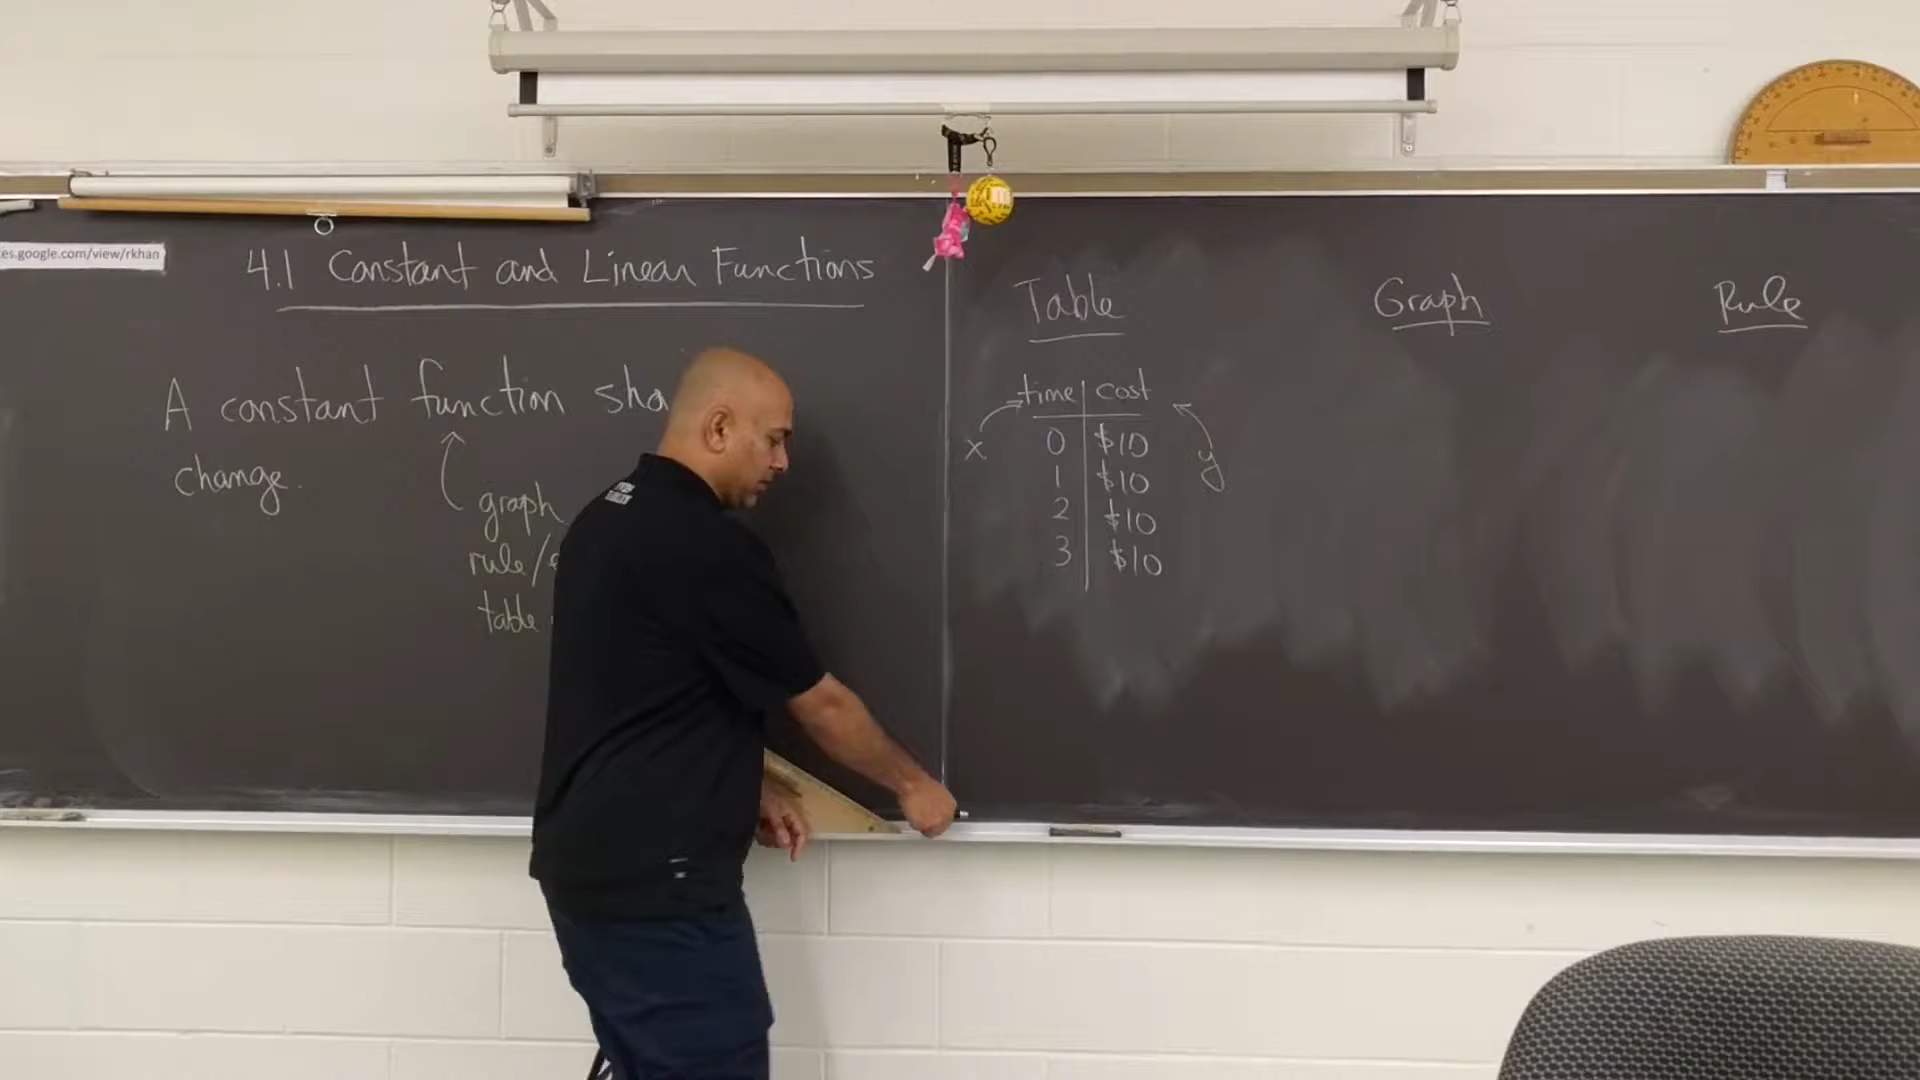 es.google.com/view/rkhan
4.1 Constant and Linear Functions
A constant function
change.
graph
rule/
table
Table
time cost
x
y
0 $10
1 $10
2 $10
3 $10
Graph
Rule